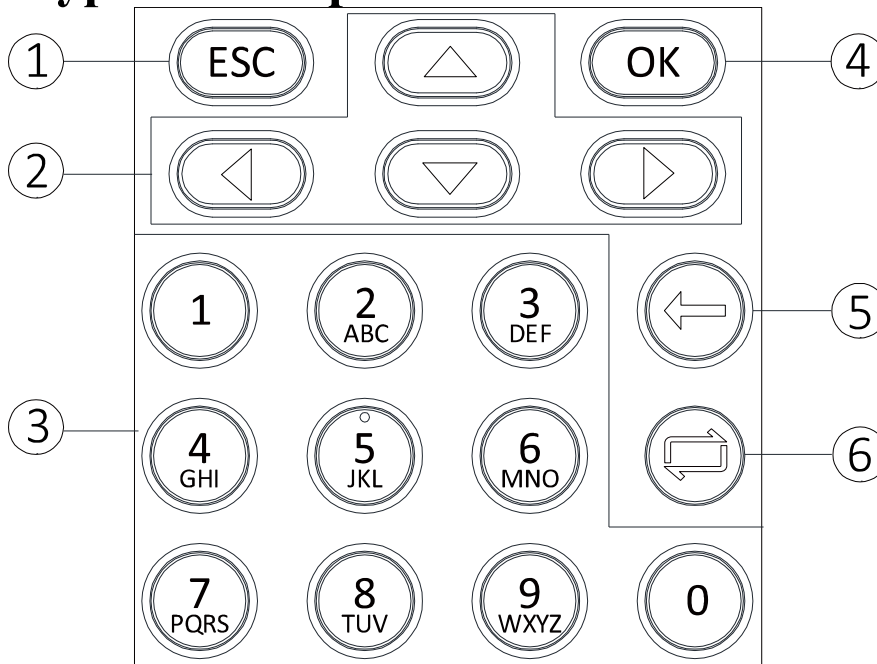 1 ESC OK 4
2
1 2 3 5
ABC DEF
3 4 5 6 6
GHI JKL MNO
7 8 9 0
PQRS TUV WXYZ